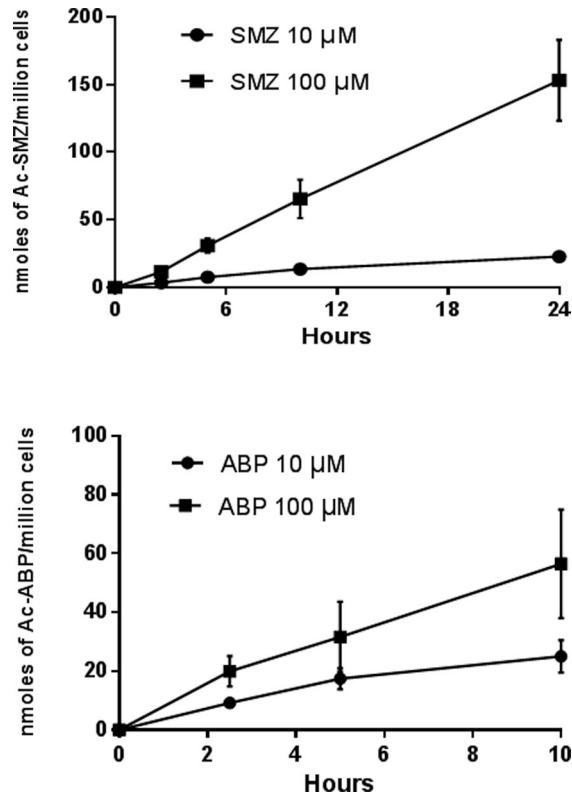 nmoles of Ac-SMZ/million cells
200
150
100
50
0
SMZ 10 µM
SMZ 100 µM
0 6 12 18 24
Hours
nmoles of Ac-ABP/million cells
100
80
60
40
20
0
ABP 10 µM
ABP 100 µM
0 2 4 6 8 10
Hours